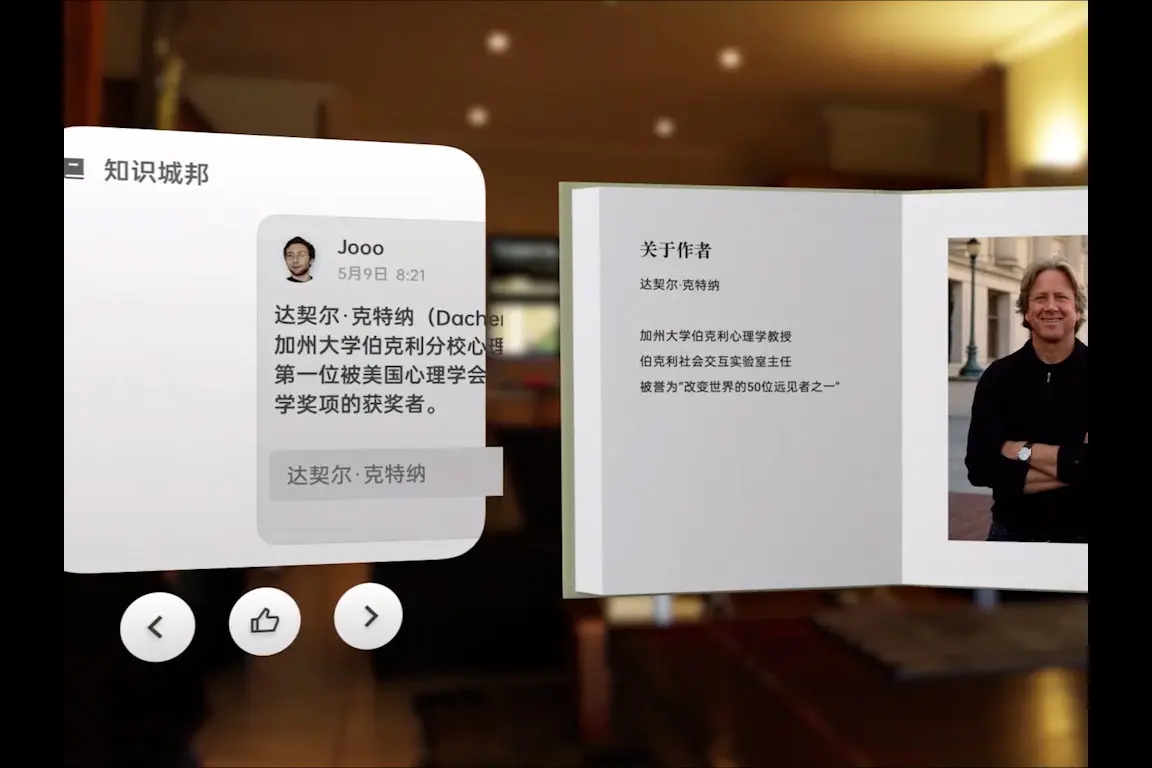 知识城邦
Jooo
5月9日 8:21
达契尔·克特纳（Dacher
加州大学伯克利分校心理
第一位被美国心理学会
学奖项的获奖者。
达契尔·克特纳
关于作者
达契尔·克特纳
加州大学伯克利心理学教授
伯克利社会交互实验室主任
被誉为“改变世界的50位远见者之一”